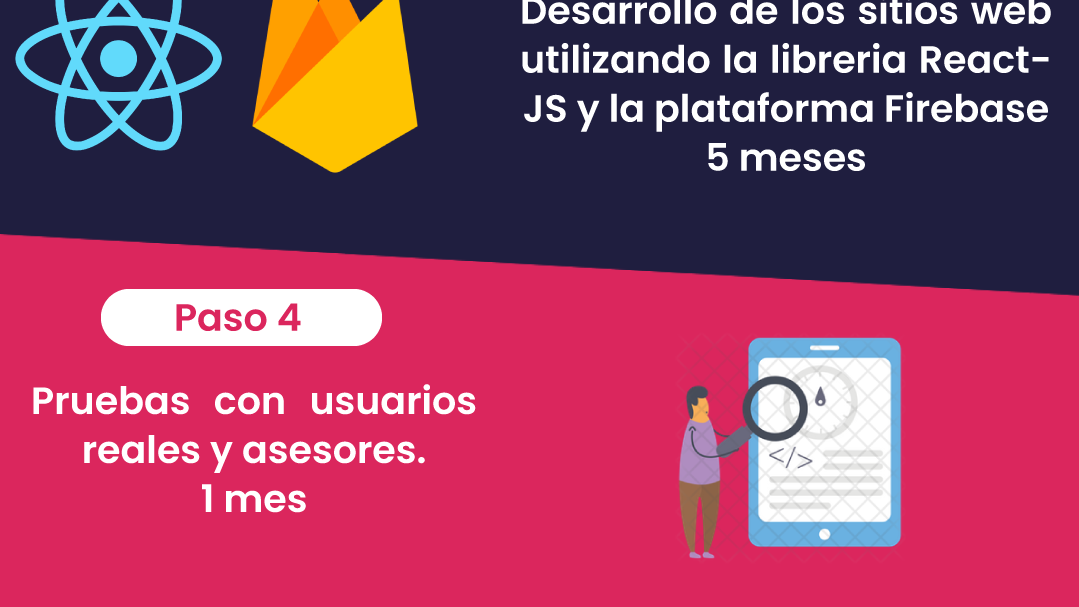 Desarrollo de los sitios web
utilizando la libreria React-
JS y la plataforma Firebase
5 meses
Paso 4
Pruebas con usuarios
reales y asesores.
1 mes
</>